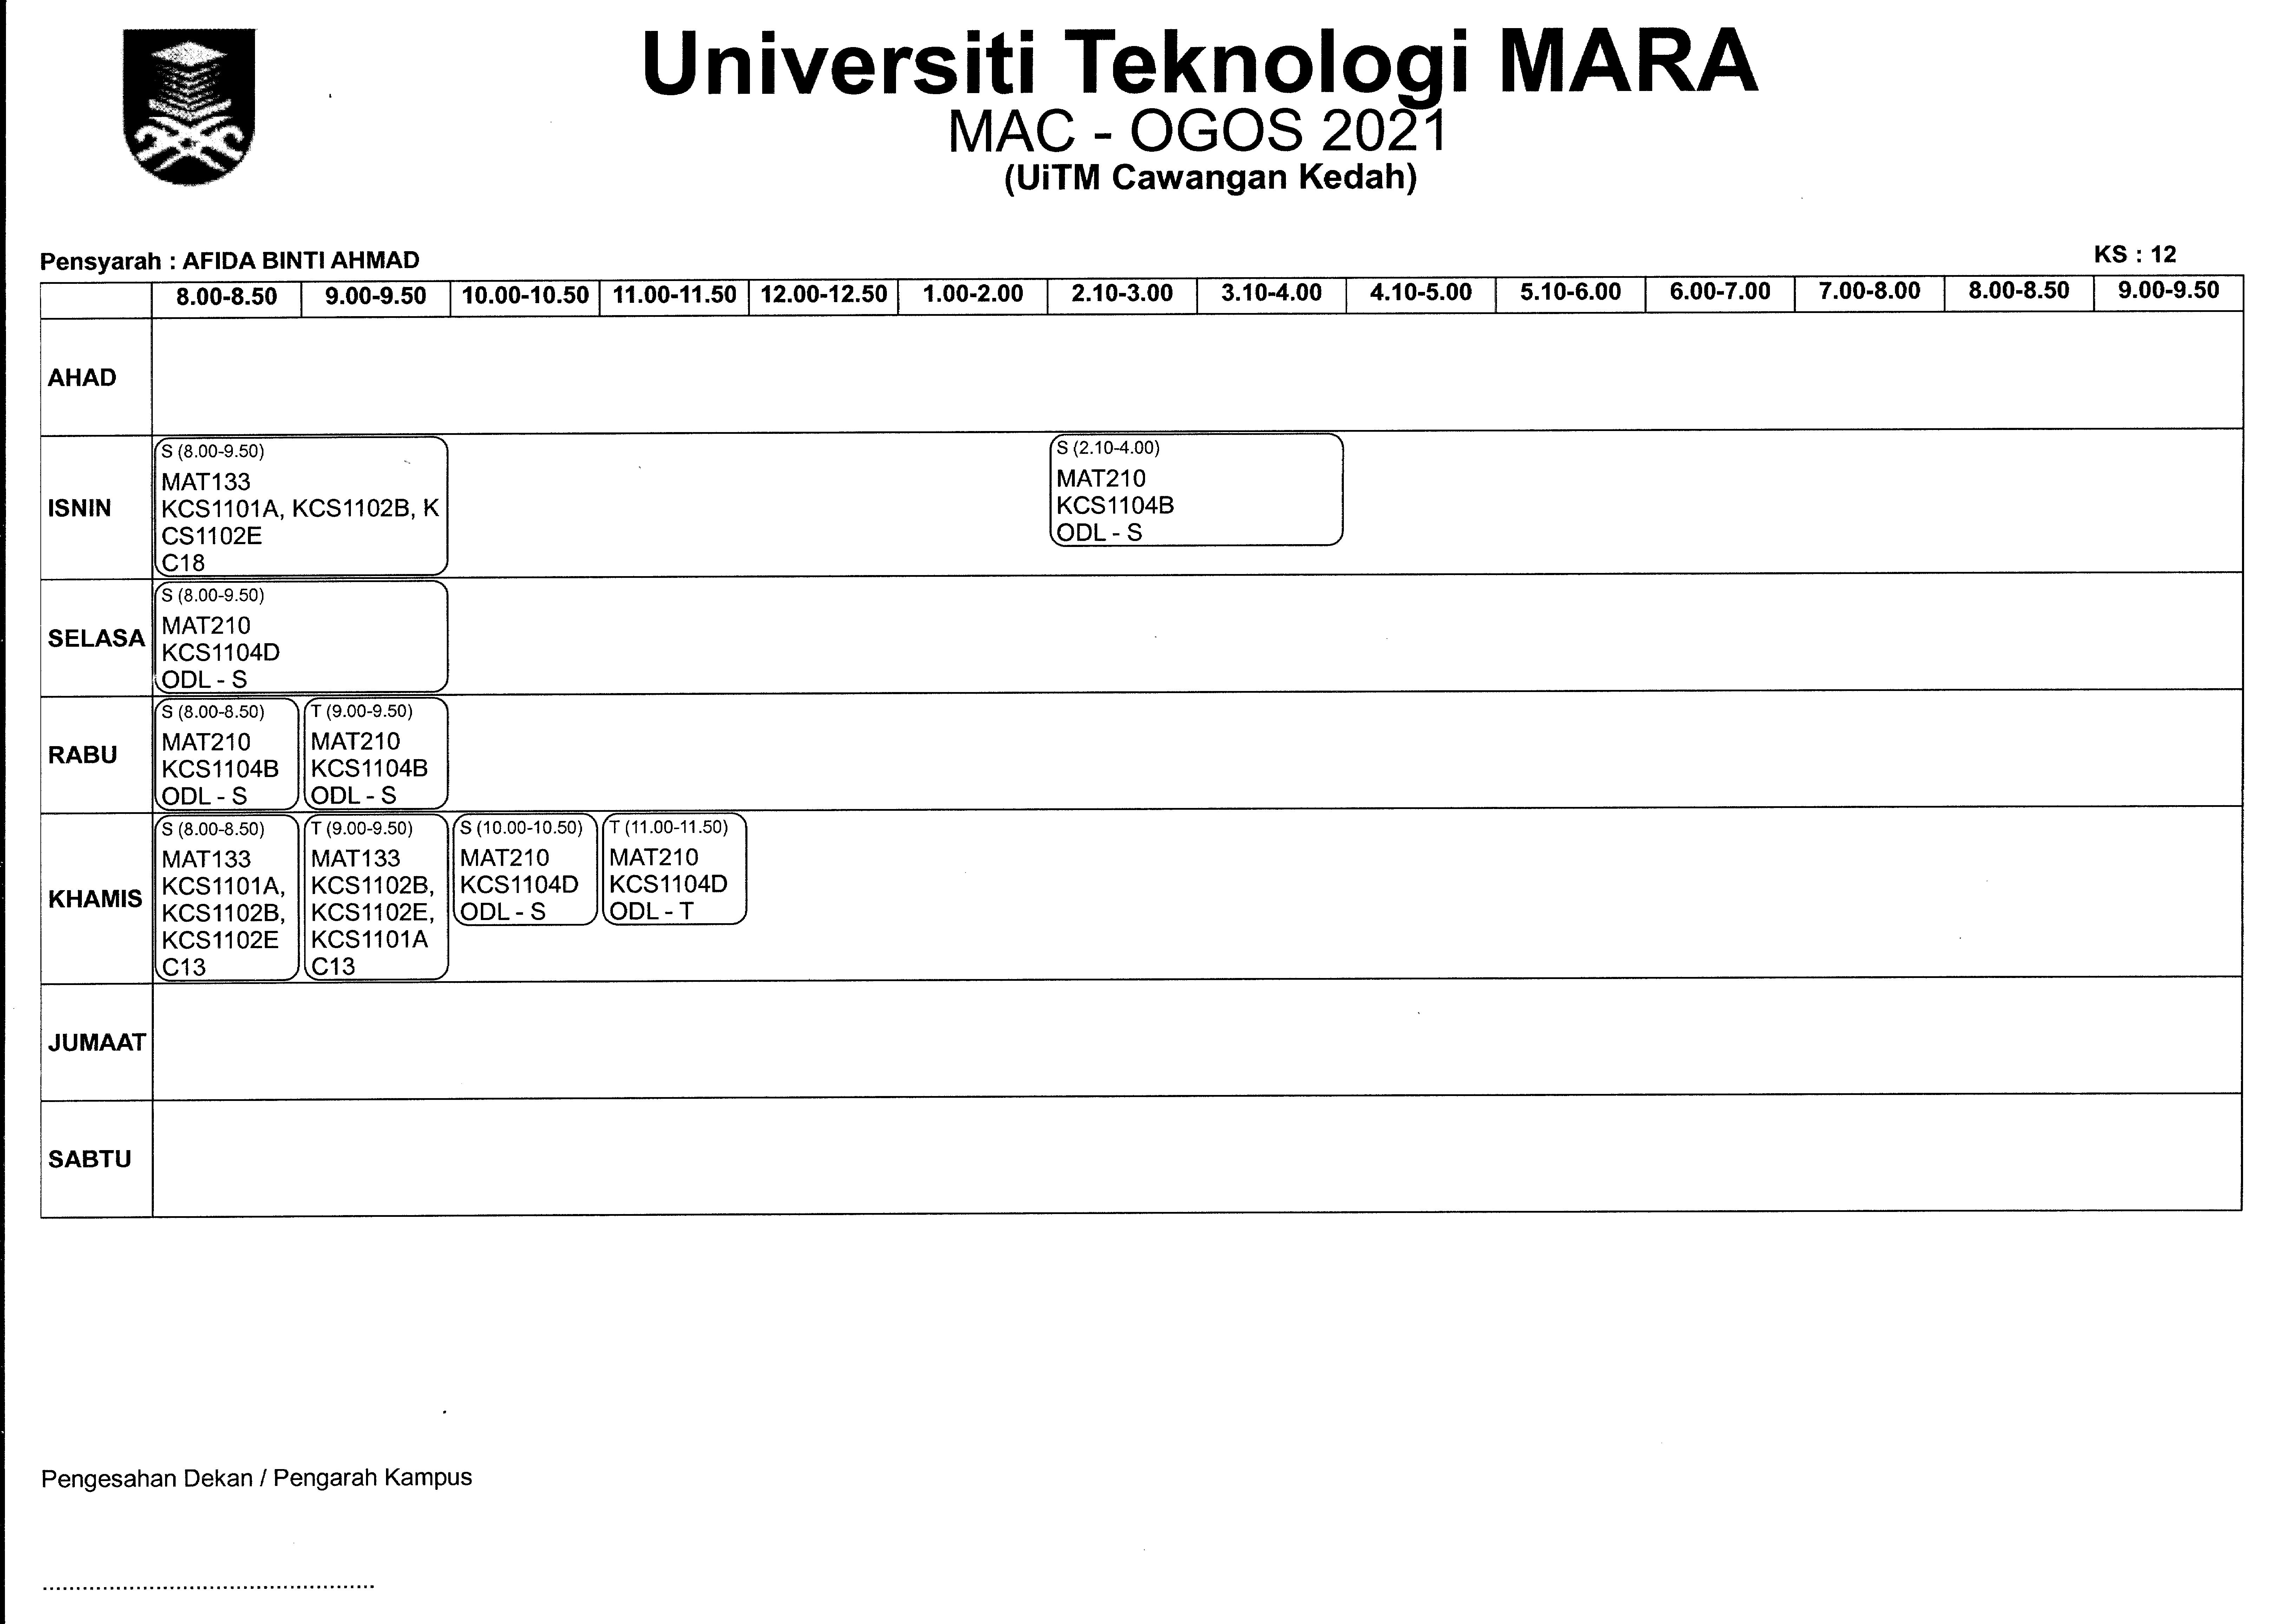 Universiti Teknologi MARA
MAC - OGOS 2021
(UiTM Cawangan Kedah)
Pensyarah : AFIDA BINTI AHMAD
KS : 12
8.00-8.50 9.00-9.50 10.00-10.50 11.00-11.50 12.00-12.50 1.00-2.00 2.10-3.00 3.10-4.00 4.10-5.00 5.10-6.00 6.00-7.00 7.00-8.00 8.00-8.50 9.00-9.50
AHAD
ISNIN
S (8.00-9.50)
MAT133
KCS1101A, KCS1102B, K
CS1102E
C18
S (2.10-4.00)
MAT210
KCS1104B
ODL - S
SELASA
S (8.00-9.50)
MAT210
KCS1104D
ODL - S
RABU
S (8.00-8.50)
MAT210
KCS1104B
ODL - S
T (9.00-9.50)
MAT210
KCS1104B
ODL - S
KHAMIS
S (8.00-8.50)
MAT133
KCS1101A,
KCS1102B,
KCS1102E
C13
T (9.00-9.50)
MAT133
KCS1102B,
KCS1102E,
KCS1101A
C13
S (10.00-10.50)
MAT210
KCS1104D
ODL - S
T (11.00-11.50)
MAT210
KCS1104D
ODL - T
JUMAAT
SABTU
Pengesahan Dekan / Pengarah Kampus
..................................................